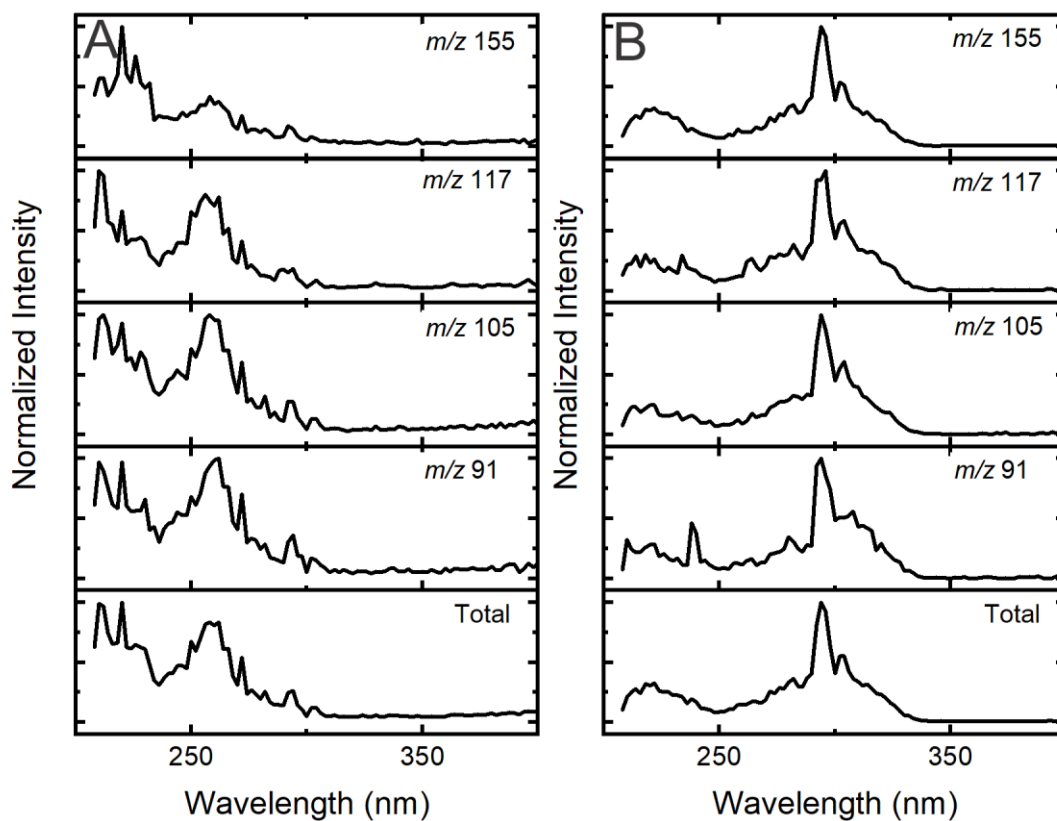 A
m/z 155
m/z 117
m/z 105
m/z 91
Total
Normalized Intensity
250
350
Wavelength (nm)
B
m/z 155
m/z 117
m/z 105
m/z 91
Total
Normalized Intensity
250
350
Wavelength (nm)